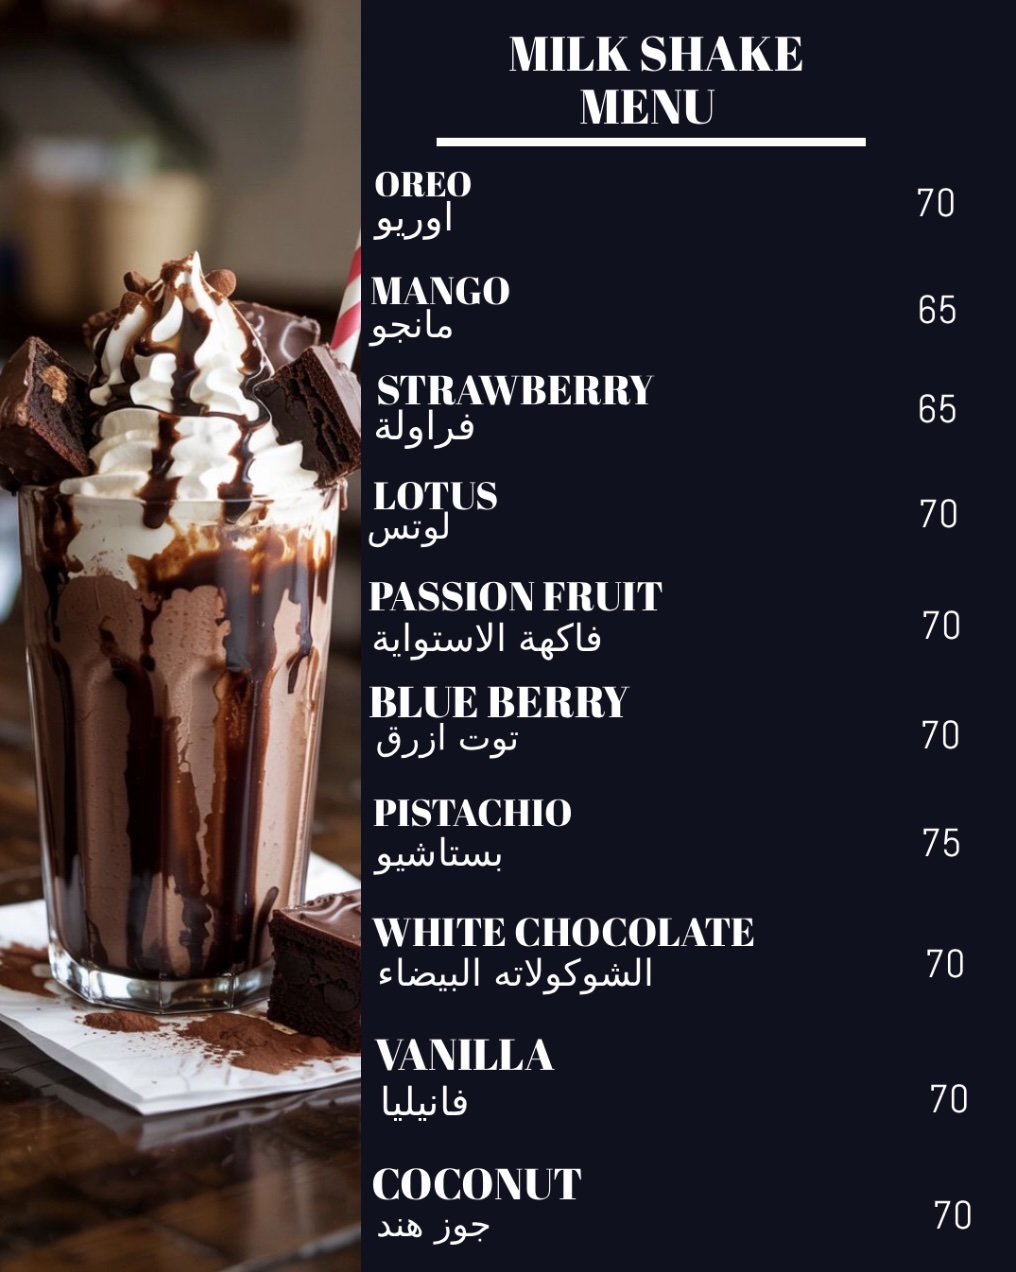 MILK SHAKE
MENU
OREO
اوريو
70
MANGO
مانجو
65
STRAWBERRY
فراولة
65
LOTUS
لوتس
70
PASSION FRUIT
فاكهة الاستواية
70
BLUE BERRY
توت ازرق
70
PISTACHIO
بستاشيو
75
WHITE CHOCOLATE
الشوكولاته البيضاء
70
VANILLA
فانيليا
70
COCONUT
جوز هند
70